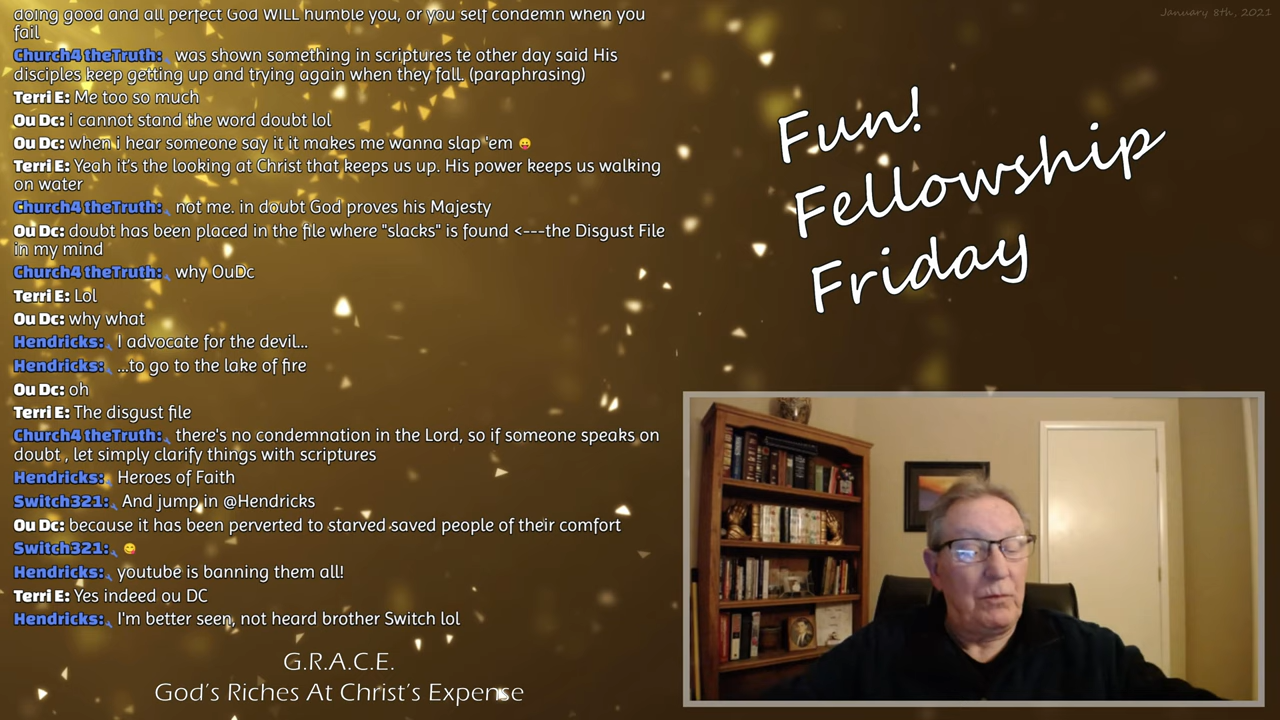 doing good and all perfect God WILL humble you, or you self condemn when you
fail
Church4 theTruth: was shown something in scriptures te other day said His
disciples keep getting up and trying again when they fall. (paraphrasing)
Terri E: Me too so much
Ou Dc: i cannot stand the word doubt lol
Ou Dc: when i hear someone say it it makes me wanna slap 'em 😛
Terri E: Yeah it's the looking at Christ that keeps us up. His power keeps us walking
on water
Church4 theTruth: not me. in doubt God proves his Majesty
Ou Dc: doubt has been placed in the file where "slacks" is found <---the Disgust File
in my mind
Church4 theTruth: why OuDc
Terri E: Lol
Ou Dc: why what
Hendricks: I advocate for the devil...
Hendricks: ...to go to the lake of fire
Ou Dc: oh
Terri E: The disgust file
Church4 theTruth: there's no condemnation in the Lord, so if someone speaks on
doubt , let simply clarify things with scriptures
Hendricks: Heroes of Faith
Switch321: And jump in @Hendricks
Ou Dc: because it has been perverted to starved saved people of their comfort
Switch321: 😋
Hendricks: youtube is banning them all!
Terri E: Yes indeed ou DC
Hendricks: I'm better seen, not heard brother Switch lol
G.R.A.C.E.
God's Riches At Christ's Expense
January 8th, 2021
Fun!
Fellowship
Friday